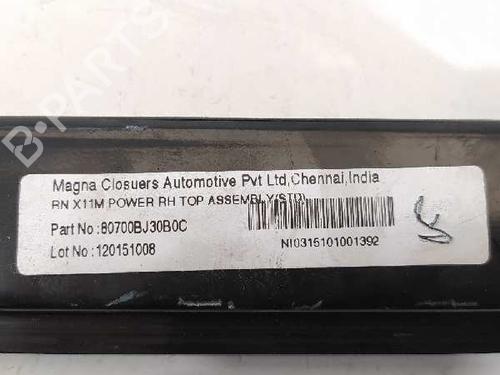 Magna Closuers Automotive Pvt Ltd,Chennai,India
RN X11M POWER RH TOP ASSEMBLY(STD)
Part No :80700BJ30B0C
Lot No :120151008
NI0315101001392
B-PARTS